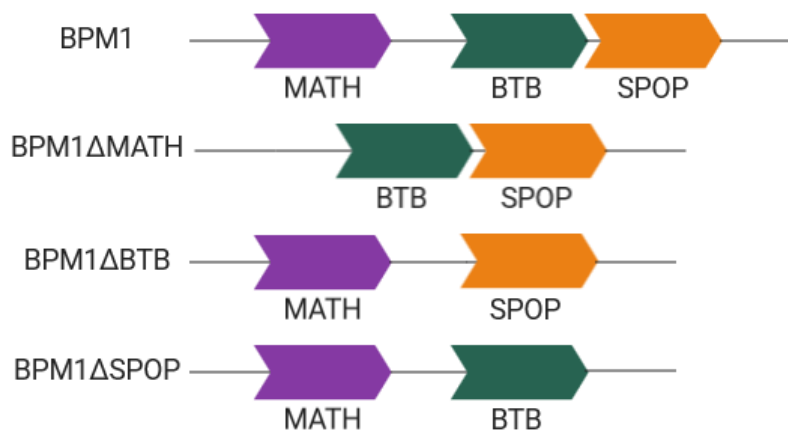 BPM1
MATH BTB SPOP
BPM1ΔMATH
BTB SPOP
BPM1ΔBTB
MATH SPOP
BPM1ΔSPOP
MATH BTB